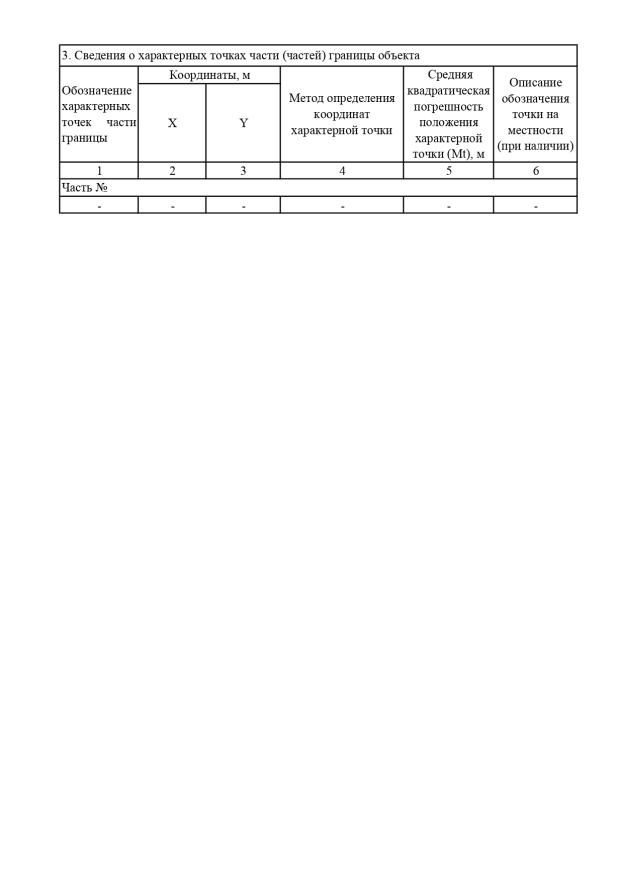 3. Сведения о характерных точках части (частей) границы объекта
Обозначение
характерных
точек части
границы
Координаты, м
X
Y
Метод определения
координат
характерной точки
Средняя
квадратическая
погрешность
положения
характерной
точки (Mt), м
Описание
обозначения
точки на
местности
(при наличии)
1 2 3 4 5 6
Часть №
- - - - - -